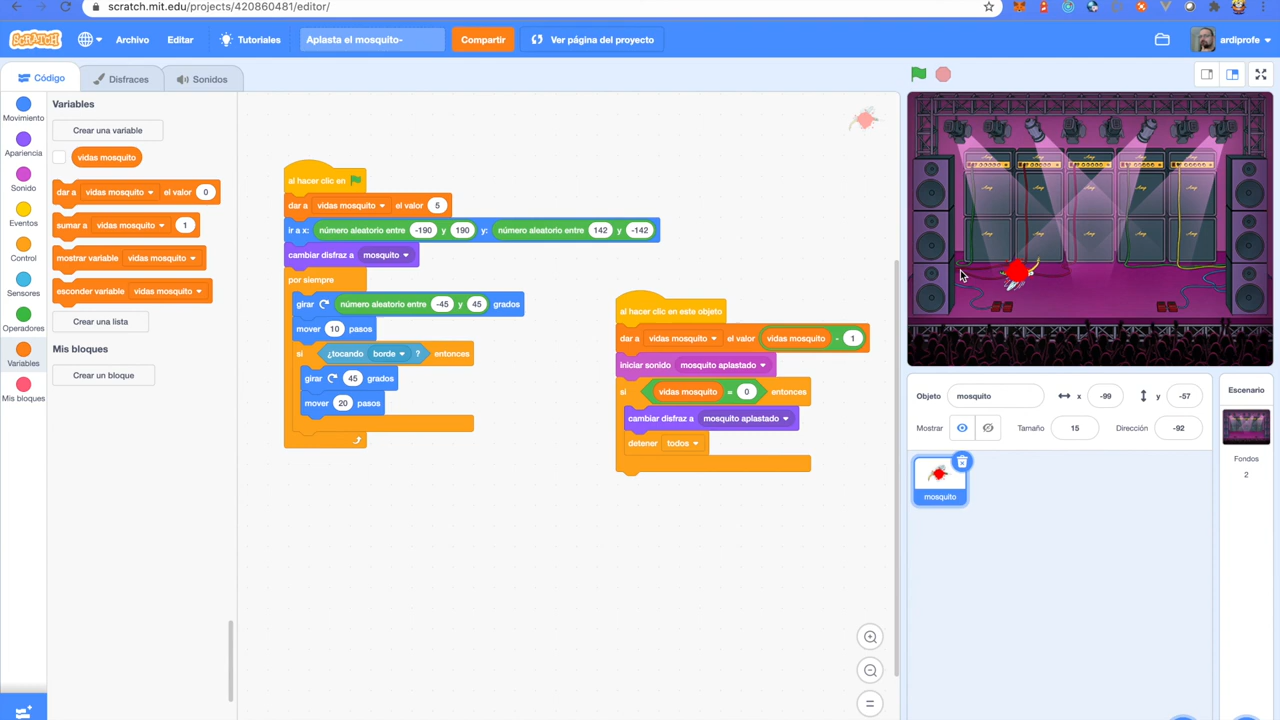 scratch.mit.edu/projects/420860481/editor/
SCRATCH
Archivo
Editar
Tutoriales
Aplasta el mosquito-
Compartir
Ver página del proyecto
ardiprofe
Código
Disfraces
Sonidos
Movimiento
Apariencia
Sonido
Eventos
Control
Sensores
Operadores
Variables
Mis bloques
Variables
Crear una variable
vidas mosquito
dar a vidas mosquito el valor 0
sumar a vidas mosquito 1
mostrar variable vidas mosquito
esconder variable vidas mosquito
Crear una lista
Mis bloques
Crear un bloque
al hacer clic en
dar a vidas mosquito el valor 5
ir a x: número aleatorio entre -190 y 190 y: número aleatorio entre 142 y -142
cambiar disfraz a mosquito
por siempre
girar número aleatorio entre -45 y 45 grados
mover 10 pasos
si ¿tocando borde ? entonces
girar 45 grados
mover 20 pasos
al hacer clic en este objeto
dar a vidas mosquito el valor vidas mosquito - 1
iniciar sonido mosquito aplastado
si vidas mosquito = 0 entonces
cambiar disfraz a mosquito aplastado
detener todos
Objeto mosquito x -99 y -57
Mostrar Tamaño 15 Dirección -92
mosquito
Escenario
Fondos
2